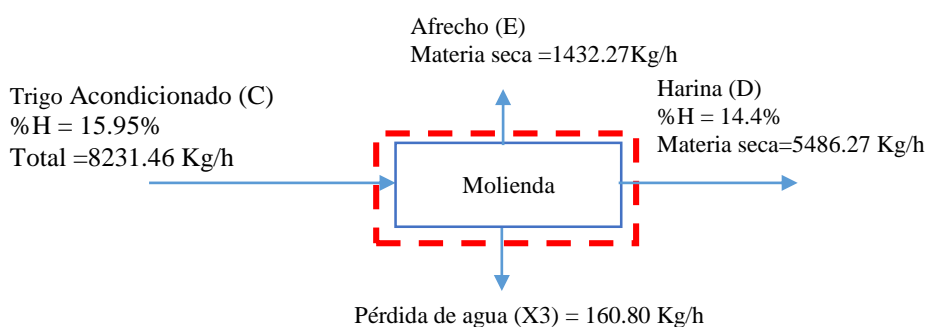 Afrecho (E)
Materia seca =1432.27Kg/h
Trigo Acondicionado (C)
%H = 15.95%
Total =8231.46 Kg/h
Harina (D)
%H = 14.4%
Materia seca=5486.27 Kg/h
Molienda
Pérdida de agua (X3) = 160.80 Kg/h